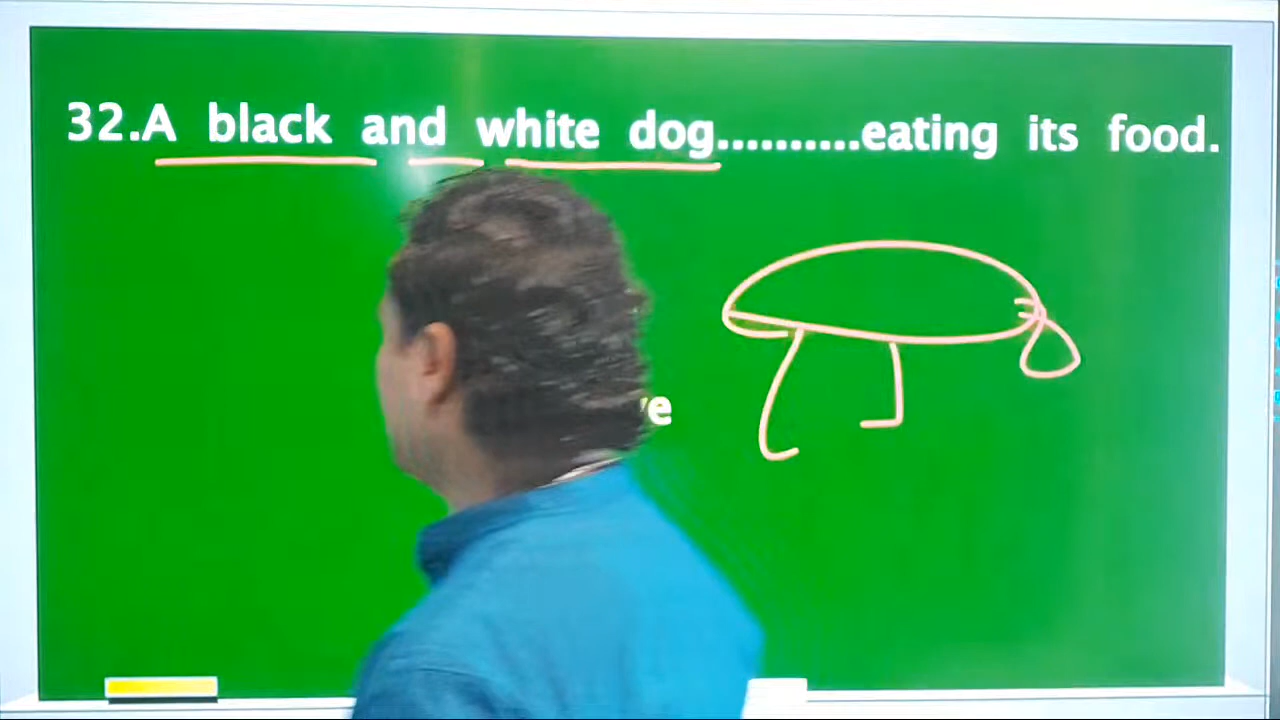 32.A black and white dog..........eating its food.